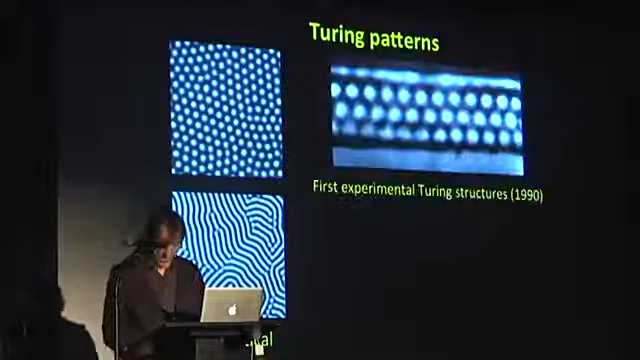 Turing patterns
First experimental Turing structures (1990)